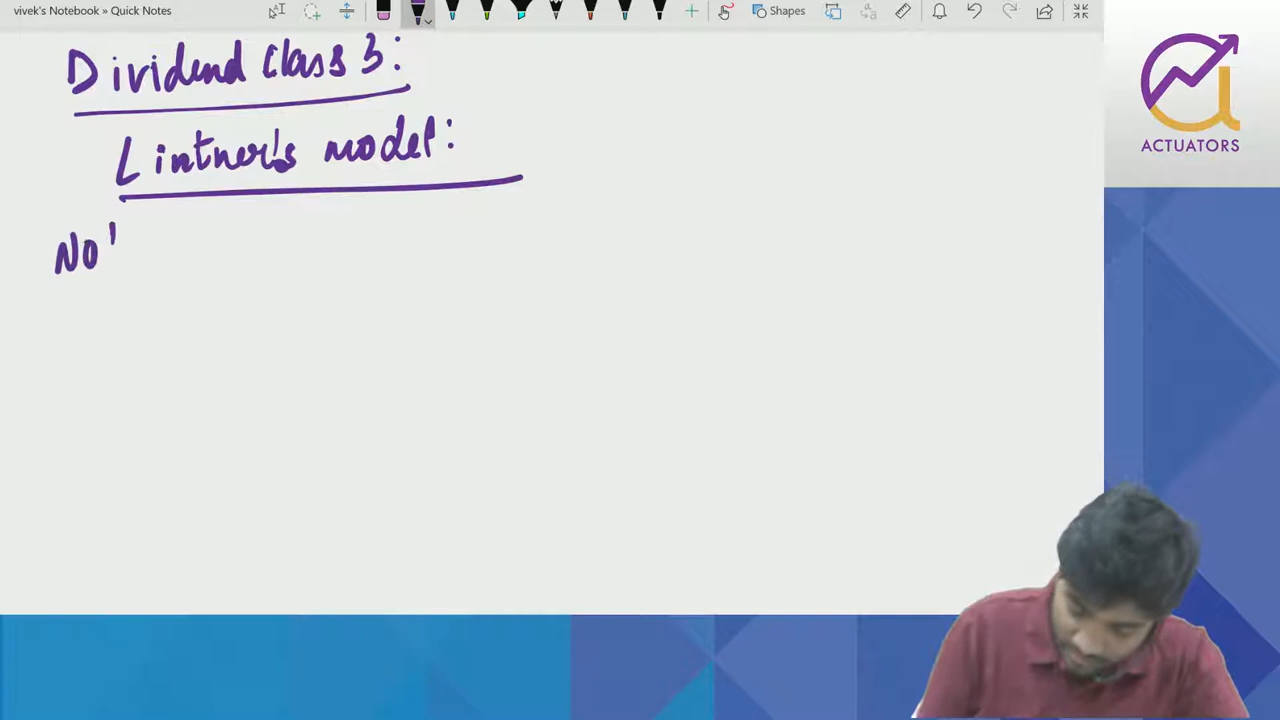 vivek's Notebook » Quick Notes
Shapes
Dividend class 3:
Lintner's model:
No
ACTUATORS